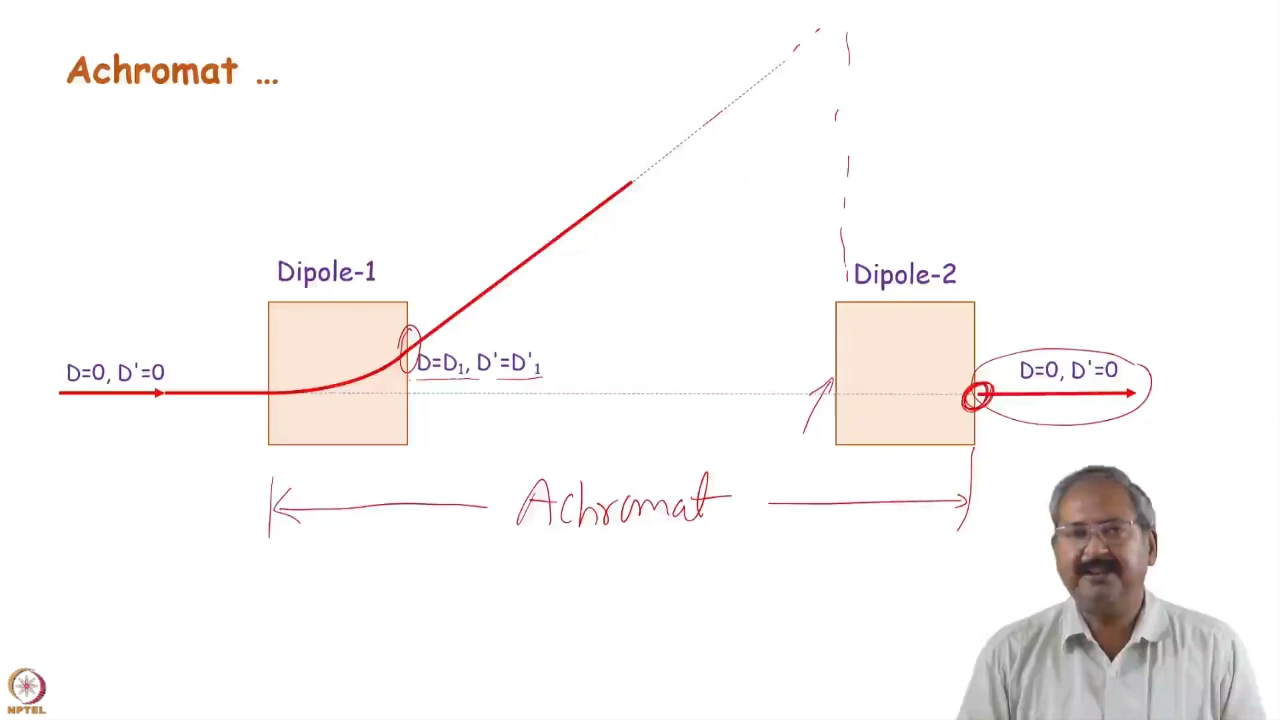 Achromat ...
Dipole-1
Dipole-2
D=0, D'=0
D=D₁, D'=D'₁
D=0, D'=0
Achromat
NPTEL